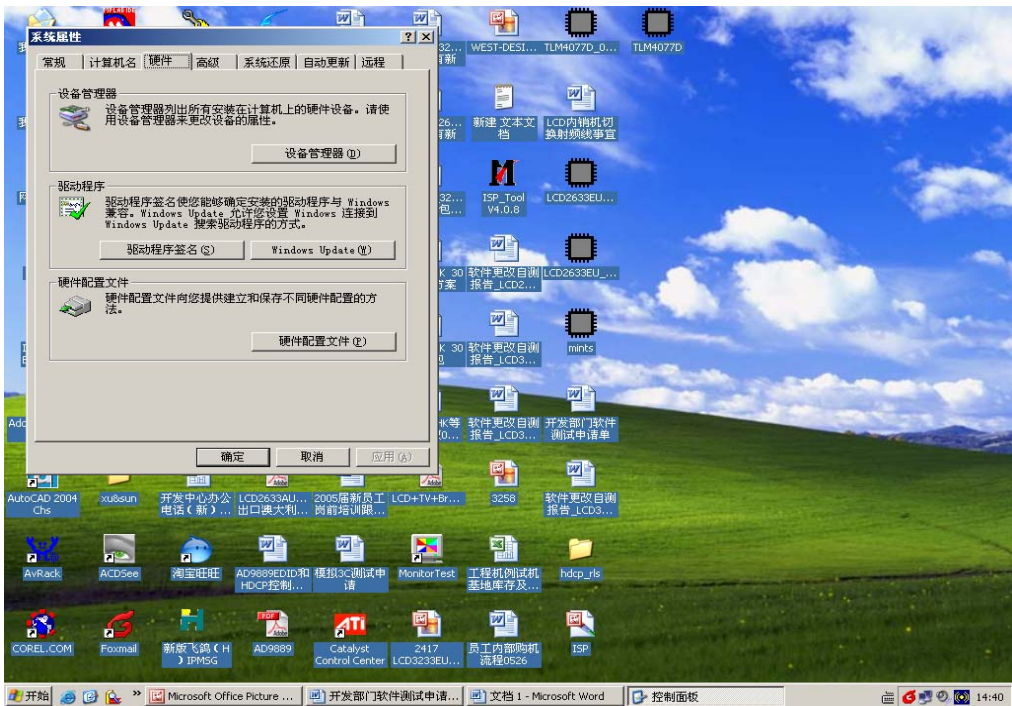 系统属性
常规 计算机名 硬件 高级 系统还原 自动更新 远程
设备管理器
设备管理器列出所有安装在计算机上的硬件设备。请使
用设备管理器来更改设备的属性。
设备管理器(D)
驱动程序
驱动程序签名使您能够确定安装的驱动程序与 Windows
兼容。Windows Update 允许您设置 Windows 连接到
Windows Update 搜索驱动程序的方式。
驱动程序签名(S) Windows Update(W)
硬件配置文件
硬件配置文件向您提供建立和保存不同硬件配置的方
法。
硬件配置文件(P)
确定 取消 应用(A)
WEST-DESI... TLM4077D_0... TLM4077D
新建 文本文
档
LCD内销机切
换射频线事宜
ISP_Tool
V4.0.8
LCD2633EU...
软件更改自测
报告_LCD2...
LCD2633EU_...
软件更改自测
报告_LCD3...
mints
软件更改自测
报告_LCD3...
开发部门软件
测试申请单
AutoCAD 2004
Chs
xu&sun
开发中心办公
电话(新)...
LCD2633AU...
出口澳大利...
2005届新员工
岗前培训跟...
LCD+TV+Br...
3258
软件更改自测
报告_LCD3...
AvRack
ACDSee
淘宝旺旺
AD9889EDID和
HDCP控制...
模拟3C测试申
请
MonitorTest
工程机例试机
基地库存及...
hdcp_rls
COREL.COM
Foxmail
新版飞鸽(H
)IPMSG
AD9889
Catalyst
Control Center
2417
LCD3233EU...
员工内部购机
流程0526
ISP
开始 Microsoft Office Picture ... 开发部门软件测试申请... 文档 1 - Microsoft Word 控制面板 14:40